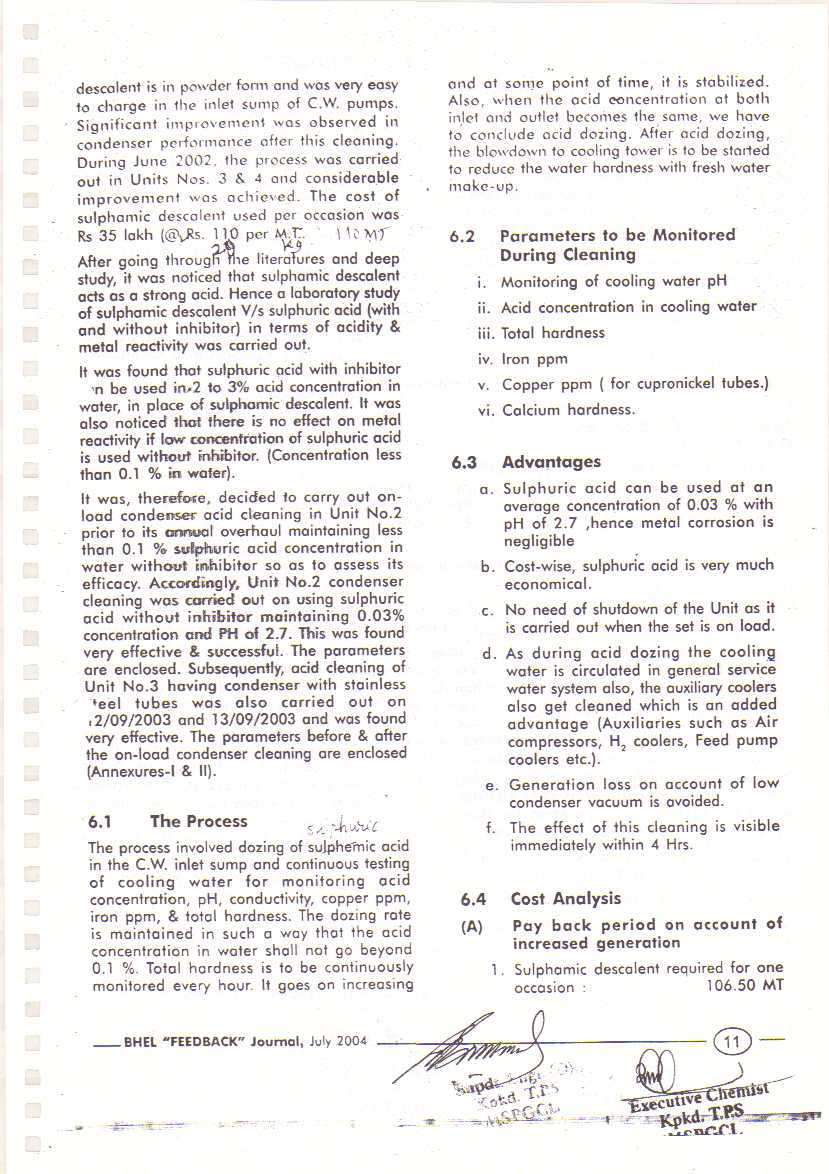 descalent is in powder form and was very easy
to charge in the inlet sump of C.W. pumps.
Significant improvement was observed in
condenser performance after this cleaning.
During June 2002, the process was carried
out in Units Nos. 3 & 4 and considerable
improvement was achieved. The cost of
sulphamic descalent used per occasion was
Rs 35 lakh (@ Rs. 110 per M.T. 110 MT
29 Kg
After going through the literatures and deep
study, it was noticed that sulphamic descalent
acts as a strong acid. Hence a laboratory study
of sulphamic descalent V/s sulphuric acid (with
and without inhibitor) in terms of acidity &
metal reactivity was carried out.
It was found that sulphuric acid with inhibitor
n be used in 2 to 3% acid concentration in
water, in place of sulphamic descalent. It was
also noticed that there is no effect on metal
reactivity if low concentration of sulphuric acid
is used without inhibitor. (Concentration less
than 0.1 % in water).
It was, therefore, decided to carry out on-
load condenser acid cleaning in Unit No.2
prior to its annual overhaul maintaining less
than 0.1 % sulphuric acid concentration in
water without inhibitor so as to assess its
efficacy. Accordingly, Unit No.2 condenser
cleaning was carried out on using sulphuric
acid without inhibitor maintaining 0.03%
concentration and PH of 2.7. This was found
very effective & successful. The parameters
are enclosed. Subsequently, acid cleaning of
Unit No.3 having condenser with stainless
teel tubes was also carried out on
12/09/2003 and 13/09/2003 and was found
very effective. The parameters before & after
the on-load condenser cleaning are enclosed
(Annexures-I & II).
6.1 The Process
sulphuric
The process involved dozing of sulphemic acid
in the C.W. inlet sump and continuous testing
of cooling water for monitoring acid
concentration, pH, conductivity, copper ppm,
iron ppm, & total hardness. The dozing rate
is maintained in such a way that the acid
concentration in water shall not go beyond
0.1 %. Total hardness is to be continuously
monitored every hour. It goes on increasing
and at some point of time, it is stabilized.
Also, when the acid concentration at both
inlet and outlet becomes the same, we have
to conclude acid dozing. After acid dozing,
the blowdown to cooling tower is to be started
to reduce the water hardness with fresh water
make-up.
6.2 Parameters to be Monitored
During Cleaning
i. Monitoring of cooling water pH
ii. Acid concentration in cooling water
iii. Total hardness
iv. Iron ppm
v. Copper ppm ( for cupronickel tubes.)
vi. Calcium hardness.
6.3 Advantages
a. Sulphuric acid can be used at an
average concentration of 0.03 % with
pH of 2.7 ,hence metal corrosion is
negligible
b. Cost-wise, sulphuric acid is very much
economical.
c. No need of shutdown of the Unit as it
is carried out when the set is on load.
d. As during acid dozing the cooling
water is circulated in general service
water system also, the auxiliary coolers
also get cleaned which is an added
advantage (Auxiliaries such as Air
compressors, H₂ coolers, Feed pump
coolers etc.).
e. Generation loss on account of low
condenser vacuum is avoided.
f. The effect of this cleaning is visible
immediately within 4 Hrs.
6.4 Cost Analysis
(A) Pay back period on account of
increased generation
1. Sulphamic descalent required for one
occasion : 106.50 MT
BHEL "FEEDBACK" Journal, July 2004
11
Kpkd. T.PS
MSPGCL
Executive Chemist
Kpkd. T.PS
MSPGCL